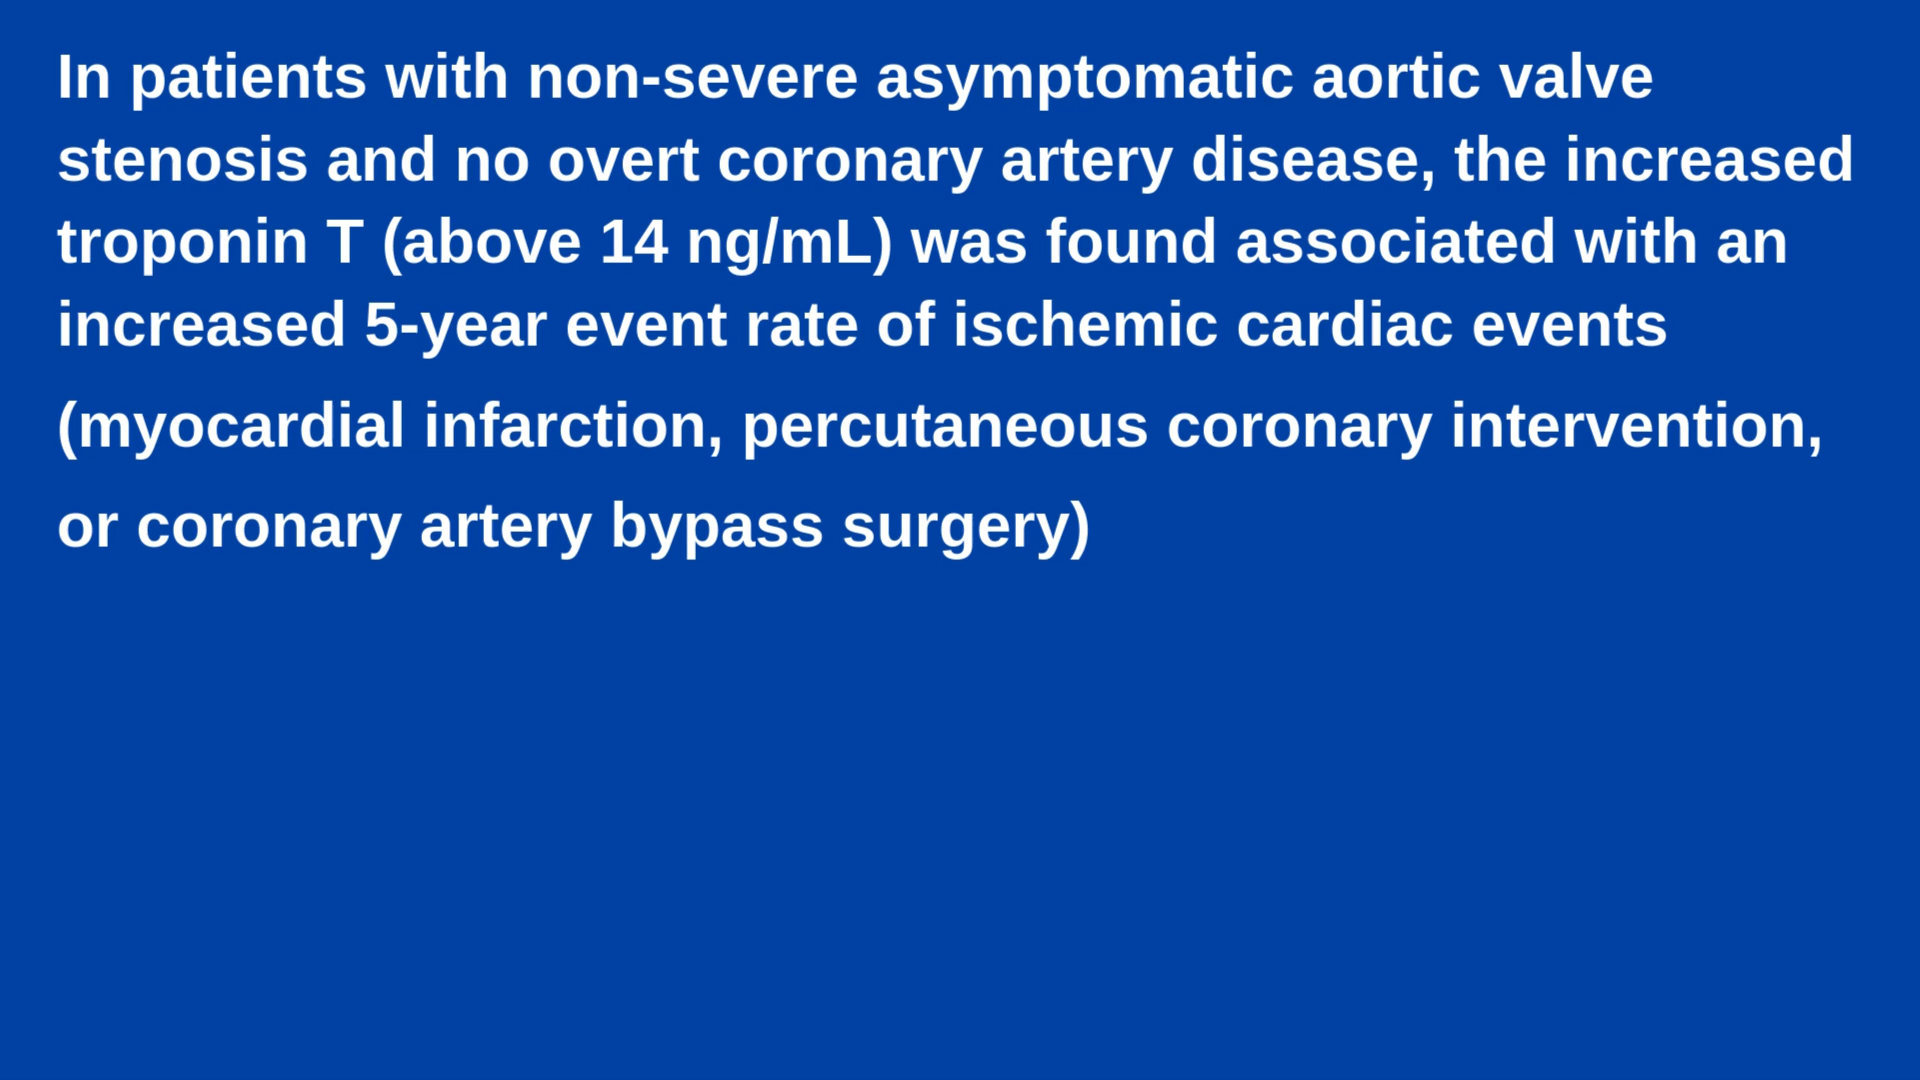 In patients with non-severe asymptomatic aortic valve
stenosis and no overt coronary artery disease, the increased
troponin T (above 14 ng/mL) was found associated with an
increased 5-year event rate of ischemic cardiac events
(myocardial infarction, percutaneous coronary intervention,
or coronary artery bypass surgery)